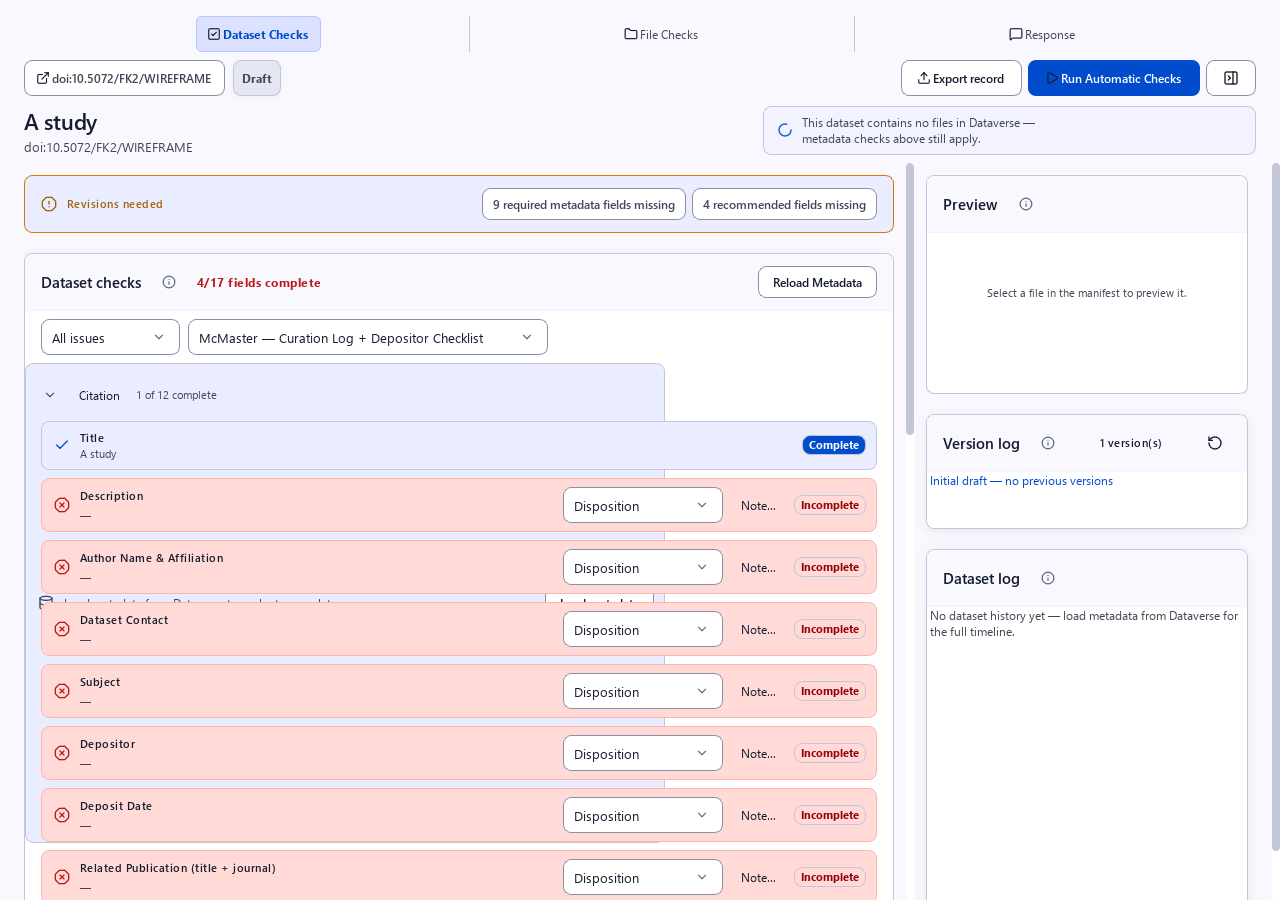 Dataset Checks
File Checks
Response
doi:10.5072/FK2/WIREFRAME
Draft
Export record
Run Automatic Checks
A study
doi:10.5072/FK2/WIREFRAME
This dataset contains no files in Dataverse —
metadata checks above still apply.
Revisions needed
9 required metadata fields missing
4 recommended fields missing
Dataset checks
4/17 fields complete
Reload Metadata
All issues
McMaster — Curation Log + Depositor Checklist
Citation
1 of 12 complete
Title
A study
Complete
Description
—
Disposition
Note...
Incomplete
Author Name & Affiliation
—
Disposition
Note...
Incomplete
Dataset Contact
—
Disposition
Note...
Incomplete
Subject
—
Disposition
Note...
Incomplete
Depositor
—
Disposition
Note...
Incomplete
Deposit Date
—
Disposition
Note...
Incomplete
Related Publication (title + journal)
—
Disposition
Note...
Incomplete
Preview
Select a file in the manifest to preview it.
Version log
1 version(s)
Initial draft — no previous versions
Dataset log
No dataset history yet — load metadata from Dataverse for
the full timeline.